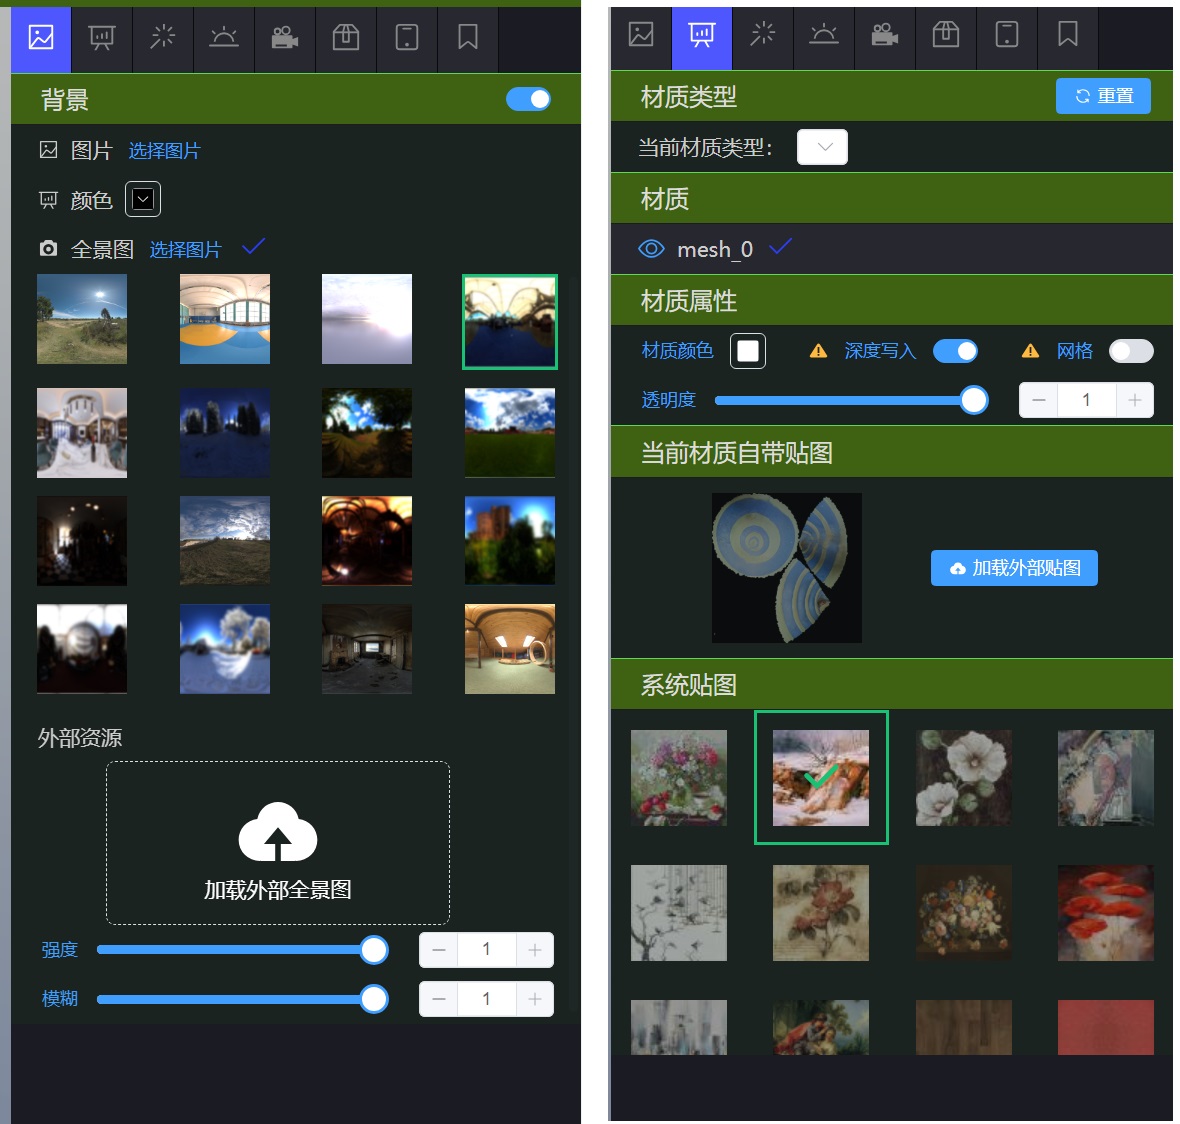 背景
图片 选择图片
颜色
全景图 选择图片
外部资源
加载外部全景图
强度 1
模糊 1
材质类型 重置
当前材质类型：
材质
mesh_0
材质属性
材质颜色 深度写入 网格
透明度 1
当前材质自带贴图
加载外部贴图
系统贴图